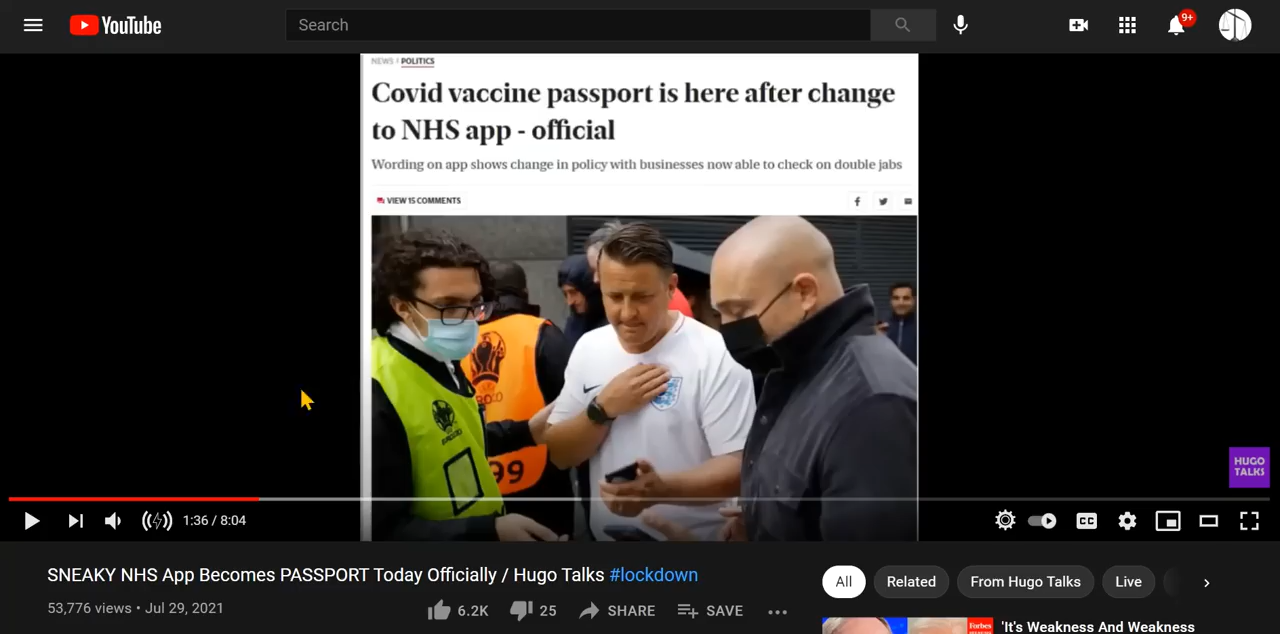 YouTube
Search
9+
NEWS / POLITICS
Covid vaccine passport is here after change
to NHS app - official
Wording on app shows change in policy with businesses now able to check on double jabs
VIEW 15 COMMENTS
99
HUGO
TALKS
1:36 / 8:04
CC
SNEAKY NHS App Becomes PASSPORT Today Officially / Hugo Talks #lockdown
53,776 views • Jul 29, 2021
6.2K
25
SHARE
SAVE
All
Related
From Hugo Talks
Live
Forbes
'It's Weakness And Weakness